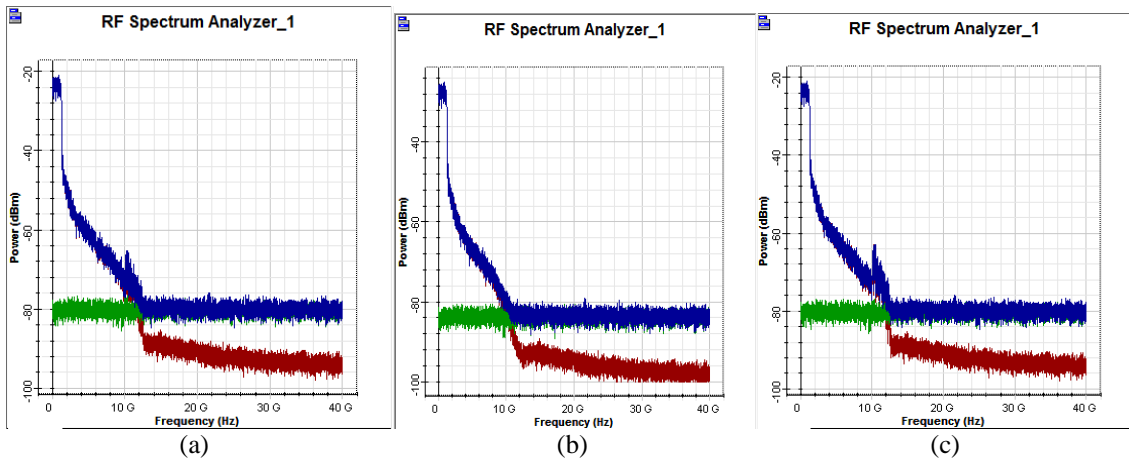 RF Spectrum Analyzer_1
Power (dBm)
-20
-40
-60
-80
-100
0 10 G 20 G 30 G 40 G
Frequency (Hz)
(a)
RF Spectrum Analyzer_1
Power (dBm)
-40
-60
-80
-100
0 10 G 20 G 30 G 40 G
Frequency (Hz)
(b)
RF Spectrum Analyzer_1
Power (dBm)
-20
-40
-60
-80
-100
0 10 G 20 G 30 G 40 G
Frequency (Hz)
(c)